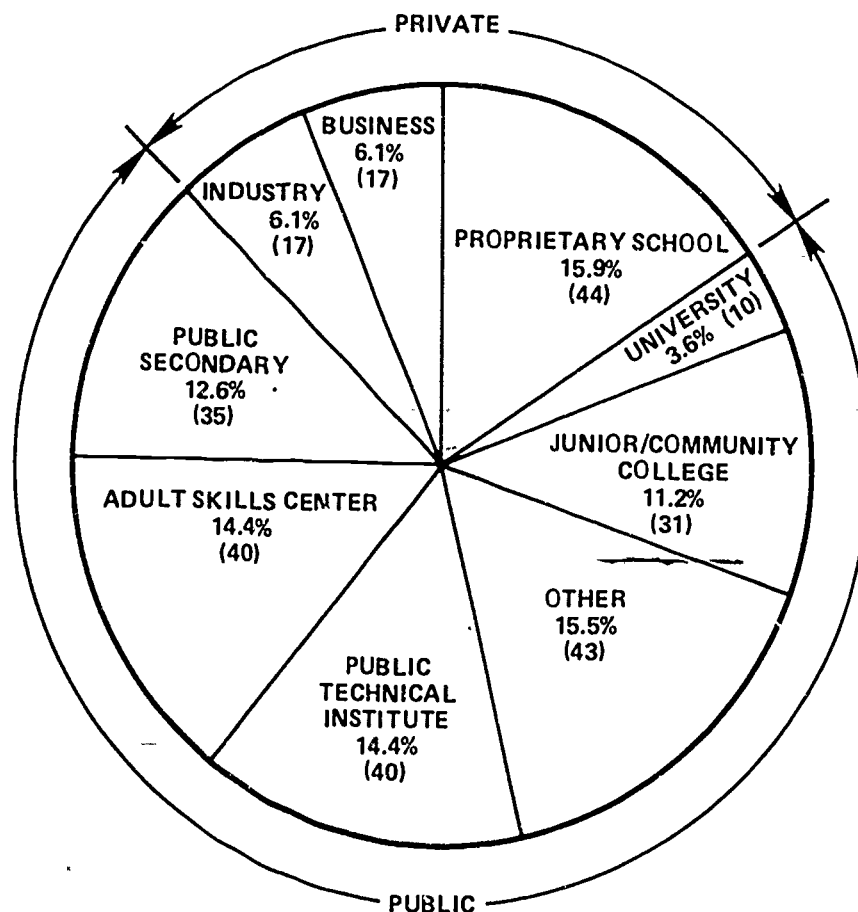 PRIVATE
BUSINESS
6.1%
(17)
INDUSTRY
6.1%
(17)
PROPRIETARY SCHOOL
15.9%
(44)
UNIVERSITY
3.6% (10)
PUBLIC
SECONDARY
12.6%
(35)
JUNIOR/COMMUNITY
COLLEGE
11.2%
(31)
ADULT SKILLS CENTER
14.4%
(40)
OTHER
15.5%
(43)
PUBLIC
TECHNICAL
INSTITUTE
14.4%
(40)
PUBLIC